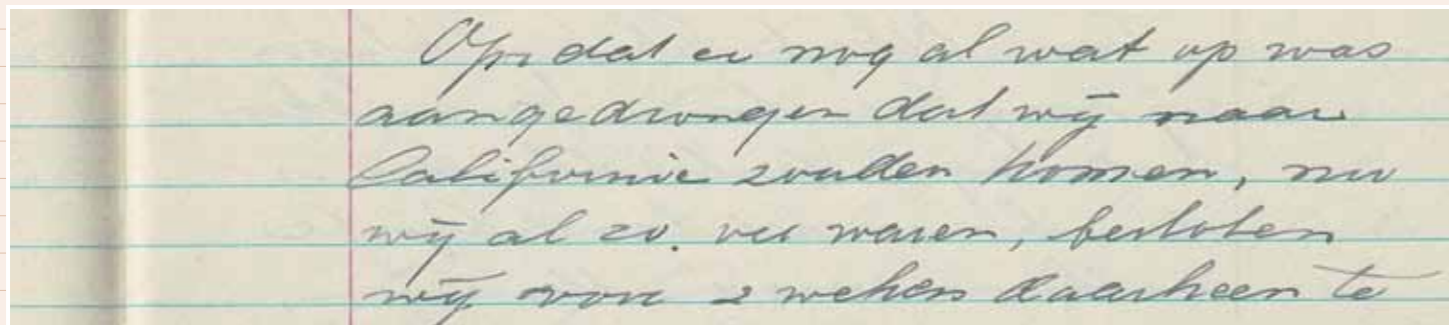 Op dat er nog al wat op was
aangedrongen dat wij naar
Californie zouden komen, nu
wij al zo. ver waren, besloten
wij voor 2 weken daarheen te